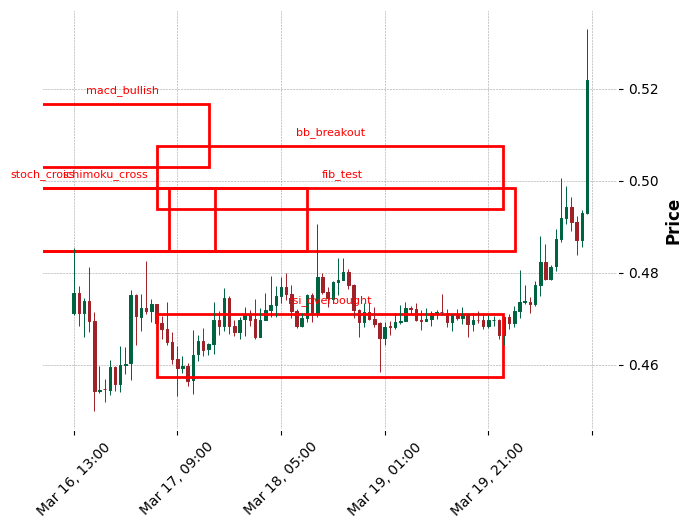 macd_bullish
0.52
bb_breakout
0.50
stoch_cross
ichimoku_cross
fib_test
Price
0.48
rsi_overbought
0.46
Mar 16, 13:00
Mar 17, 09:00
Mar 18, 05:00
Mar 19, 01:00
Mar 19, 21:00